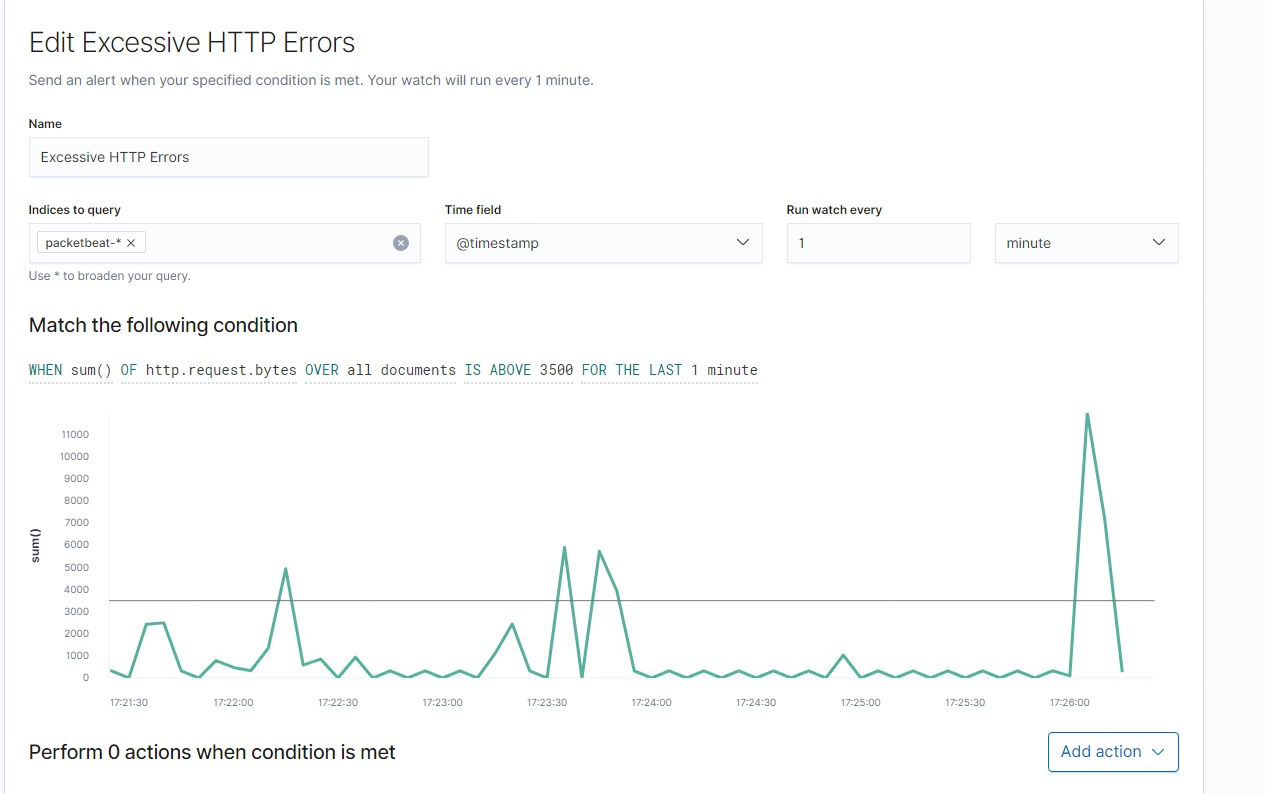 Edit Excessive HTTP Errors
Send an alert when your specified condition is met. Your watch will run every 1 minute.
Name
Excessive HTTP Errors
Indices to query
Time field
Run watch every
packetbeat-* ×
@timestamp
1
minute
Use * to broaden your query.
Match the following condition
WHEN sum() OF http.request.bytes OVER all documents IS ABOVE 3500 FOR THE LAST 1 minute
sum()
11000
10000
9000
8000
7000
6000
5000
4000
3000
2000
1000
0
17:21:30 17:22:00 17:22:30 17:23:00 17:23:30 17:24:00 17:24:30 17:25:00 17:25:30 17:26:00
Perform 0 actions when condition is met
Add action